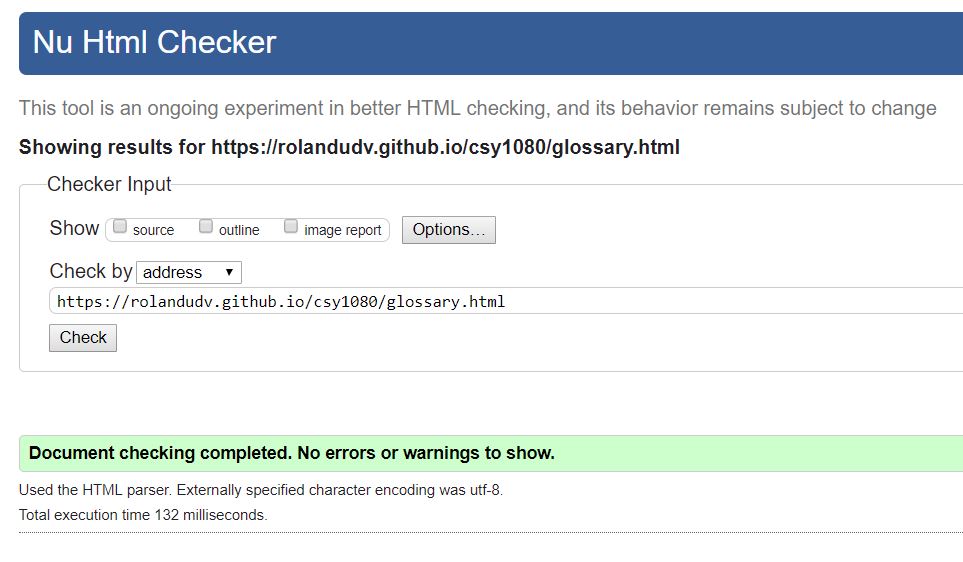 Nu Html Checker
This tool is an ongoing experiment in better HTML checking, and its behavior remains subject to change
Showing results for https://rolandudv.github.io/csy1080/glossary.html
Checker Input
Show source outline image report Options...
Check by address
https://rolandudv.github.io/csy1080/glossary.html
Check
Document checking completed. No errors or warnings to show.
Used the HTML parser. Externally specified character encoding was utf-8.
Total execution time 132 milliseconds.